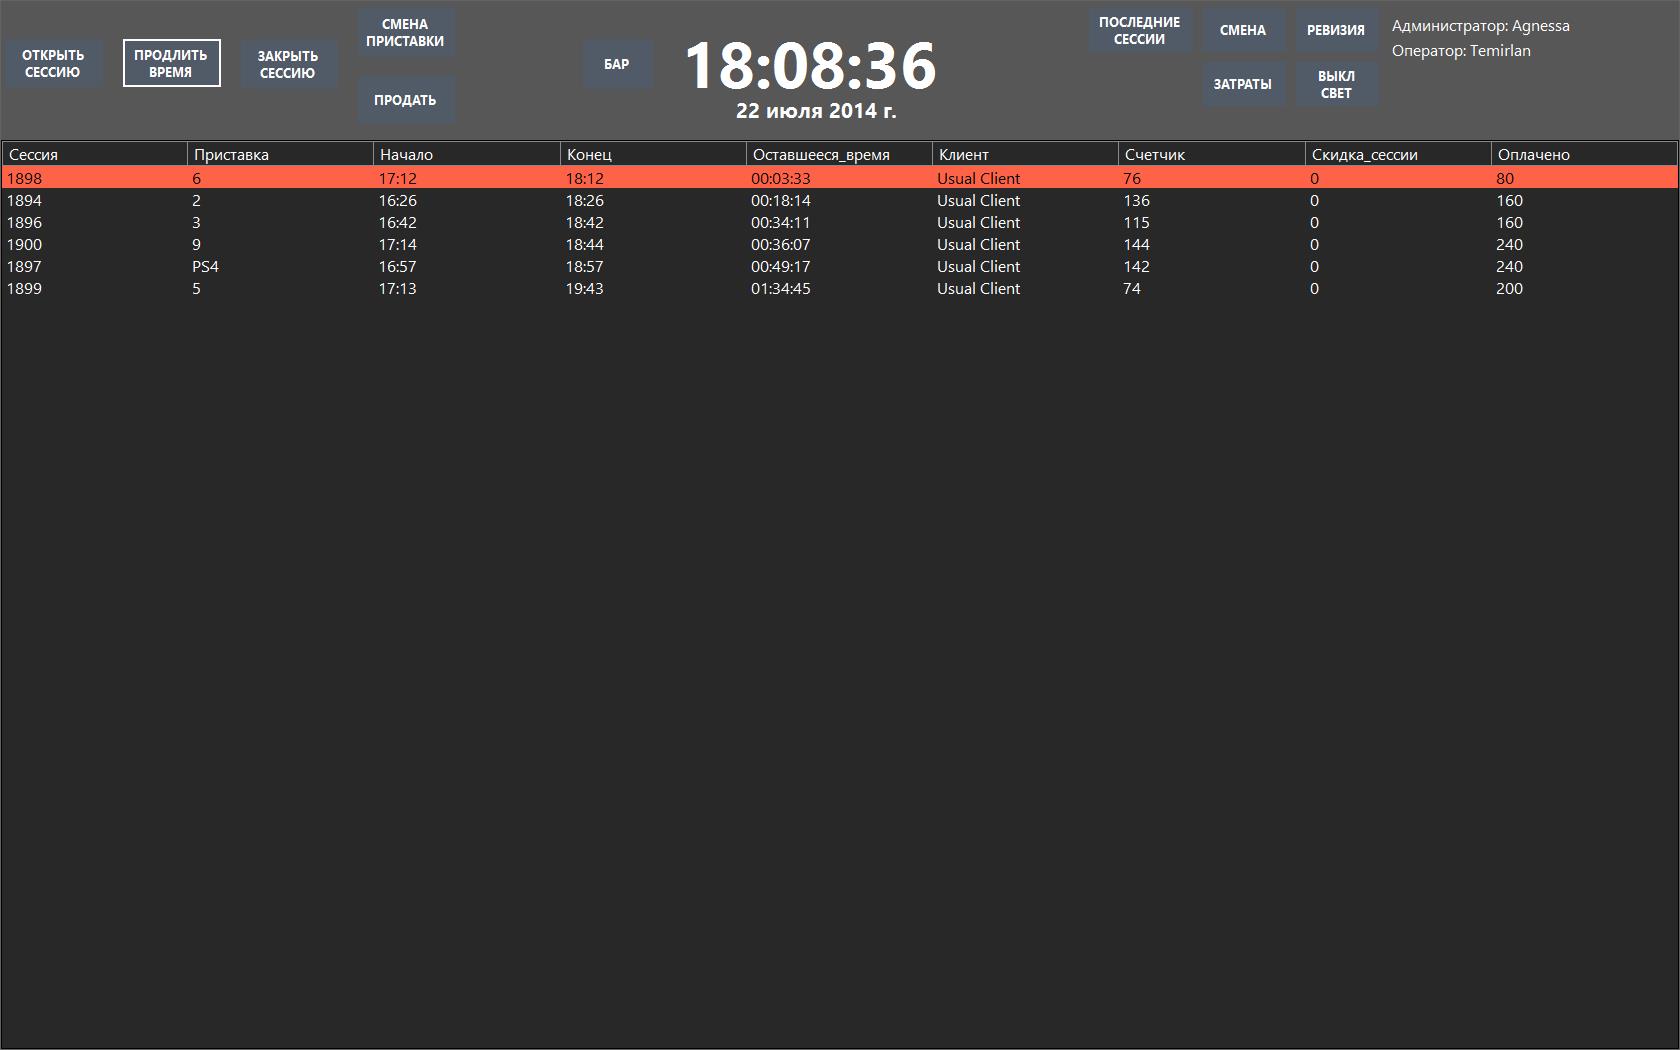 ОТКРЫТЬ
СЕССИЮ
ПРОДЛИТЬ
ВРЕМЯ
ЗАКРЫТЬ
СЕССИЮ
СМЕНА
ПРИСТАВКИ
ПРОДАТЬ
БАР
18:08:36
22 июля 2014 г.
ПОСЛЕДНИЕ
СЕССИИ
СМЕНА
РЕВИЗИЯ
ЗАТРАТЫ
ВЫКЛ
СВЕТ
Администратор: Agnessa
Оператор: Temirlan
Сессия Приставка Начало Конец Оставшееся_время Клиент Счетчик Скидка_сессии Оплачено
1898 6 17:12 18:12 00:03:33 Usual Client 76 0 80
1894 2 16:26 18:26 00:18:14 Usual Client 136 0 160
1896 3 16:42 18:42 00:34:11 Usual Client 115 0 160
1900 9 17:14 18:44 00:36:07 Usual Client 144 0 240
1897 PS4 16:57 18:57 00:49:17 Usual Client 142 0 240
1899 5 17:13 19:43 01:34:45 Usual Client 74 0 200